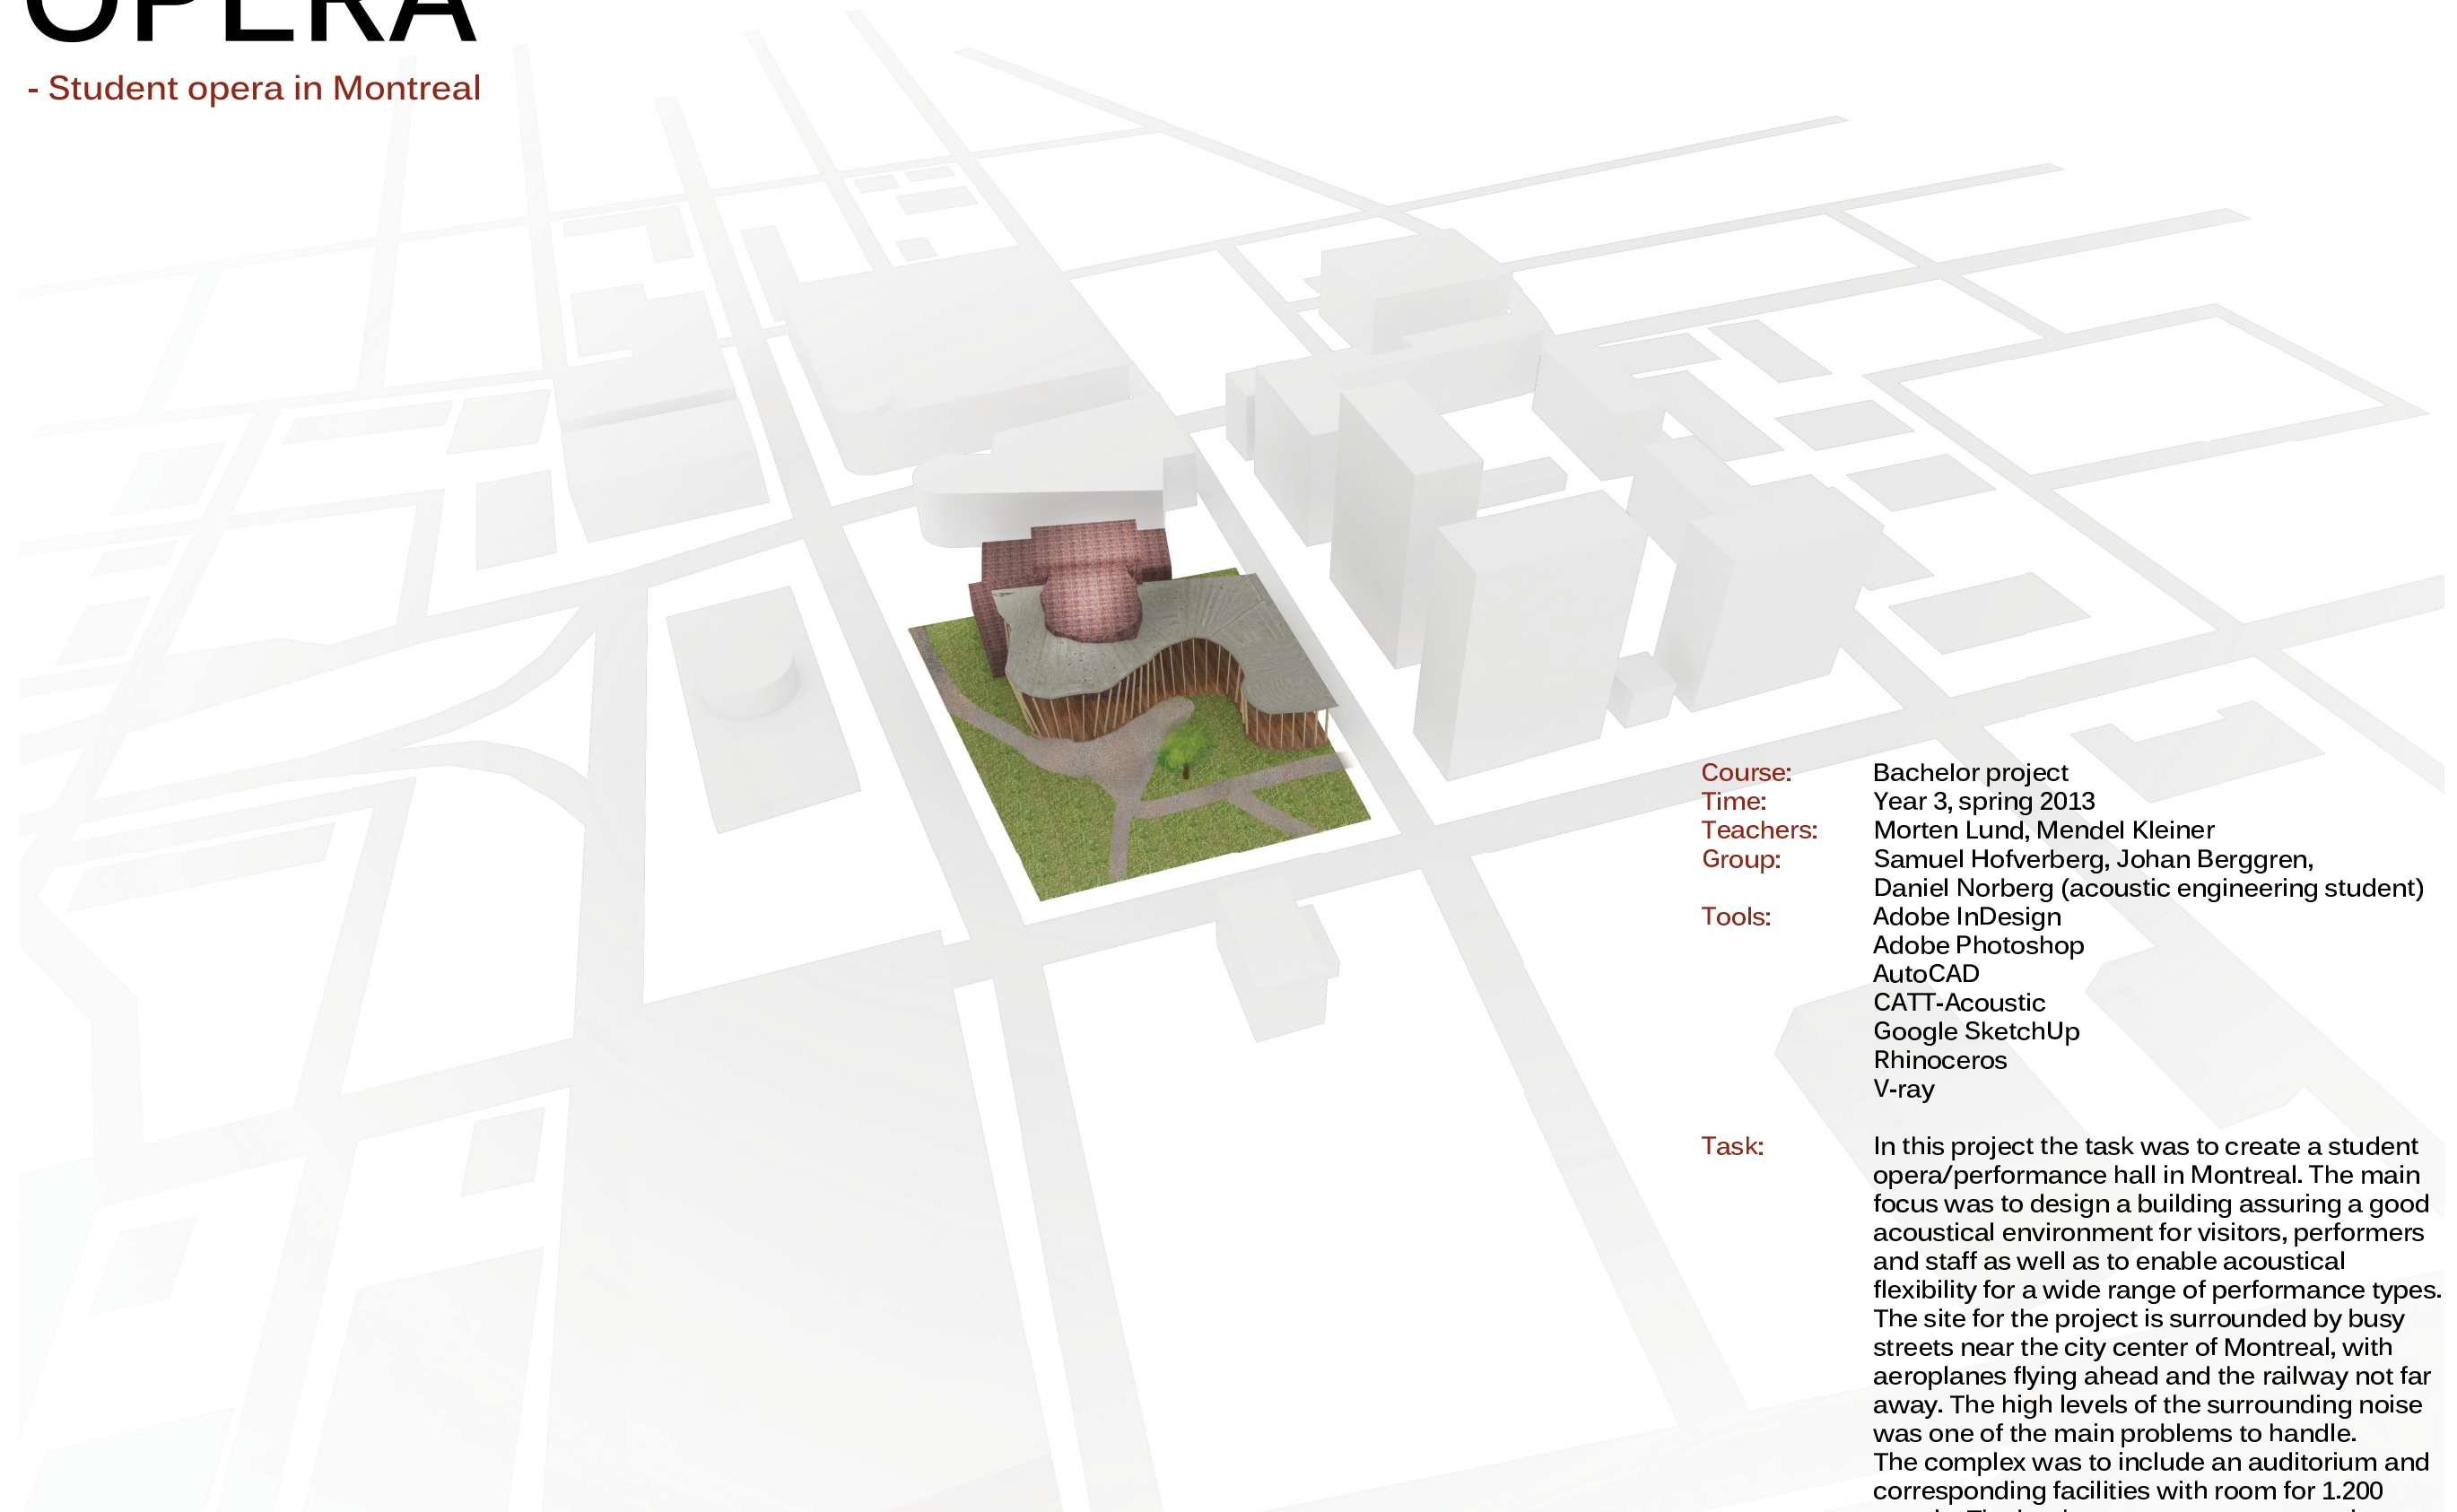 OPERA
- Student opera in Montreal
Course: Bachelor project
Time: Year 3, spring 2013
Teachers: Morten Lund, Mendel Kleiner
Group: Samuel Hofverberg, Johan Berggren,
Daniel Norberg (acoustic engineering student)
Tools: Adobe InDesign
Adobe Photoshop
AutoCAD
CATT-Acoustic
Google SketchUp
Rhinoceros
V-ray
Task: In this project the task was to create a student
opera/performance hall in Montreal. The main
focus was to design a building assuring a good
acoustical environment for visitors, performers
and staff as well as to enable acoustical
flexibility for a wide range of performance types.
The site for the project is surrounded by busy
streets near the city center of Montreal, with
aeroplanes flying ahead and the railway not far
away. The high levels of the surrounding noise
was one of the main problems to handle.
The complex was to include an auditorium and
corresponding facilities with room for 1.200